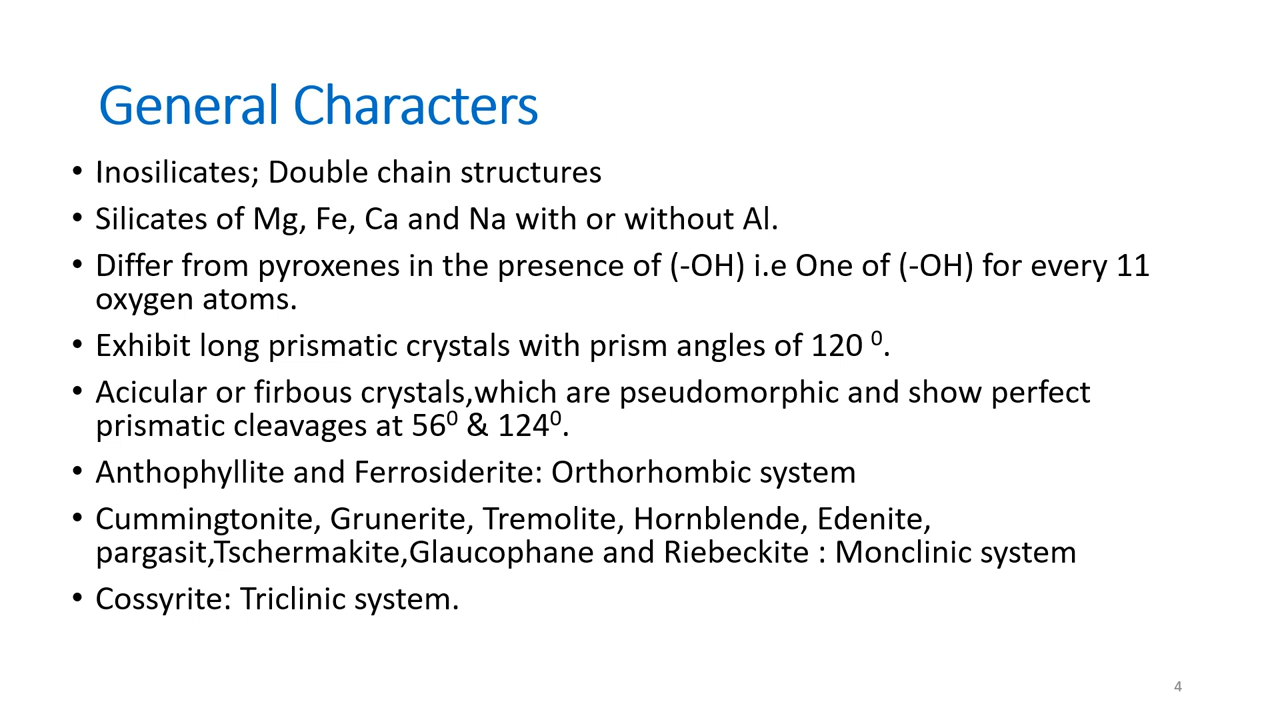 General Characters
• Inosilicates; Double chain structures
• Silicates of Mg, Fe, Ca and Na with or without Al.
• Differ from pyroxenes in the presence of (-OH) i.e One of (-OH) for every 11
oxygen atoms.
• Exhibit long prismatic crystals with prism angles of 120 ⁰.
• Acicular or firbous crystals,which are pseudomorphic and show perfect
prismatic cleavages at 56⁰ & 124⁰.
• Anthophyllite and Ferrosiderite: Orthorhombic system
• Cummingtonite, Grunerite, Tremolite, Hornblende, Edenite,
pargasit,Tschermakite,Glaucophane and Riebeckite : Monclinic system
• Cossyrite: Triclinic system.
4